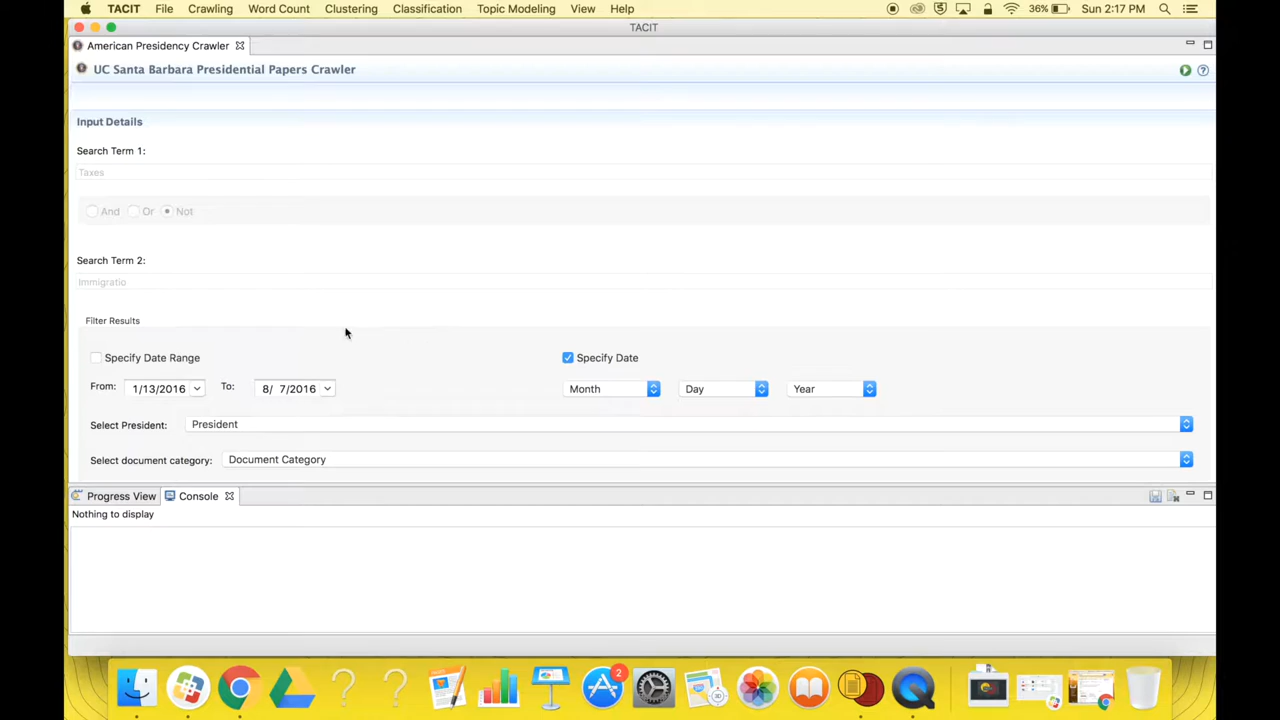 TACIT File Crawling Word Count Clustering Classification Topic Modeling View Help 36% Sun 2:17 PM
TACIT
American Presidency Crawler
UC Santa Barbara Presidential Papers Crawler
Input Details
Search Term 1:
Taxes
And Or Not
Search Term 2:
Immigratio
Filter Results
Specify Date Range Specify Date
From: 1/13/2016 To: 8/ 7/2016 Month Day Year
Select President: President
Select document category: Document Category
Progress View Console
Nothing to display
2